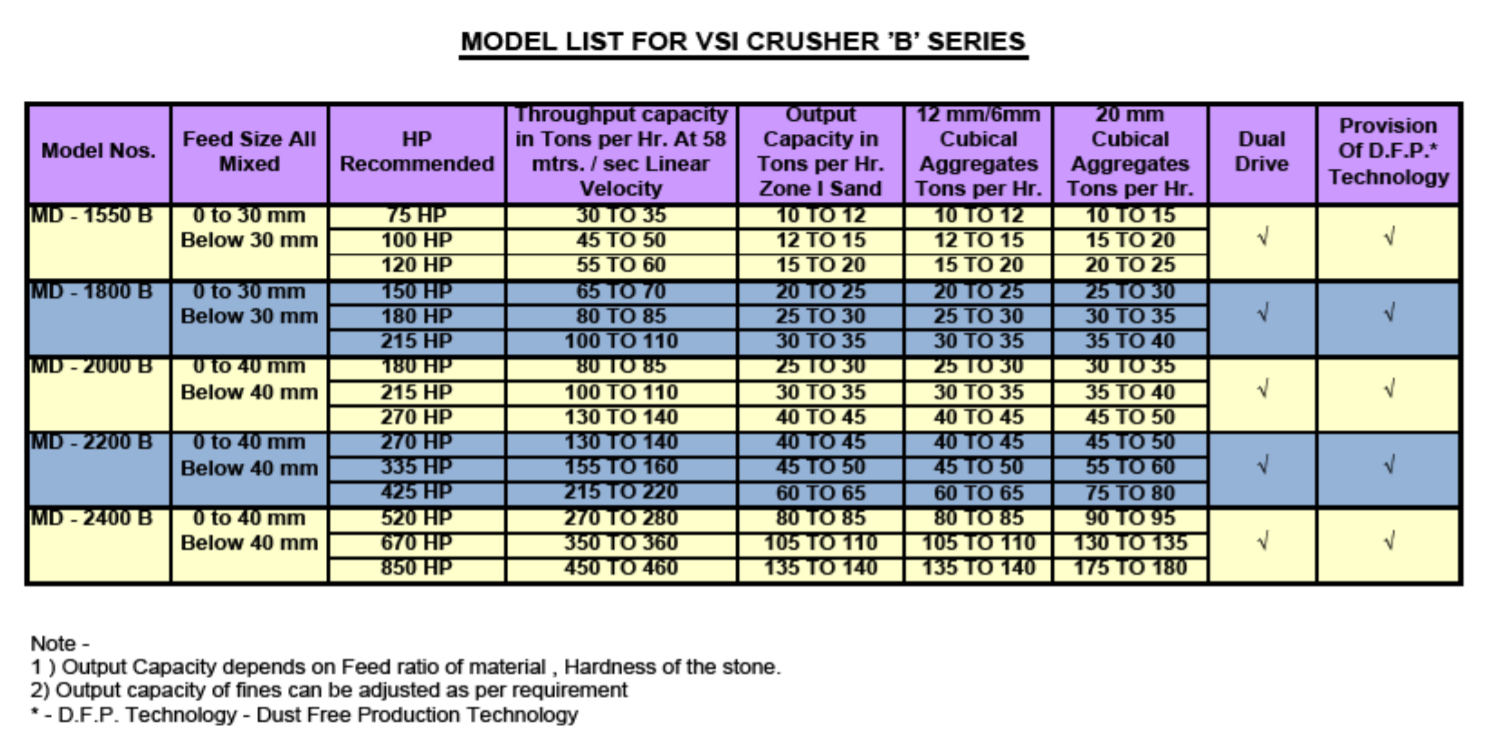 MODEL LIST FOR VSI CRUSHER ’B’ SERIES
Model Nos. Feed Size All Mixed HP Recommended Throughput capacity in Tons per Hr. At 58 mtrs. / sec Linear Velocity Output Capacity in Tons per Hr. Zone I Sand 12 mm/6mm Cubical Aggregates Tons per Hr. 20 mm Cubical Aggregates Tons per Hr. Dual Drive Provision Of D.F.P.* Technology
MD - 1550 B 0 to 30 mm 75 HP 30 TO 35 10 TO 12 10 TO 12 10 TO 15
Below 30 mm 100 HP 45 TO 50 12 TO 15 12 TO 15 15 TO 20 √ √
120 HP 55 TO 60 15 TO 20 15 TO 20 20 TO 25
MD - 1800 B 0 to 30 mm 150 HP 65 TO 70 20 TO 25 20 TO 25 25 TO 30
Below 30 mm 180 HP 80 TO 85 25 TO 30 25 TO 30 30 TO 35 √ √
215 HP 100 TO 110 30 TO 35 30 TO 35 35 TO 40
MD - 2000 B 0 to 40 mm 180 HP 80 TO 85 25 TO 30 25 TO 30 30 TO 35
Below 40 mm 215 HP 100 TO 110 30 TO 35 30 TO 35 35 TO 40 √ √
270 HP 130 TO 140 40 TO 45 40 TO 45 45 TO 50
MD - 2200 B 0 to 40 mm 270 HP 130 TO 140 40 TO 45 40 TO 45 45 TO 50
Below 40 mm 335 HP 155 TO 160 45 TO 50 45 TO 50 55 TO 60 √ √
425 HP 215 TO 220 60 TO 65 60 TO 65 75 TO 80
MD - 2400 B 0 to 40 mm 520 HP 270 TO 280 80 TO 85 80 TO 85 90 TO 95
Below 40 mm 670 HP 350 TO 360 105 TO 110 105 TO 110 130 TO 135 √ √
850 HP 450 TO 460 135 TO 140 135 TO 140 175 TO 180
Note -
1 ) Output Capacity depends on Feed ratio of material , Hardness of the stone.
2) Output capacity of fines can be adjusted as per requirement
* - D.F.P. Technology - Dust Free Production Technology